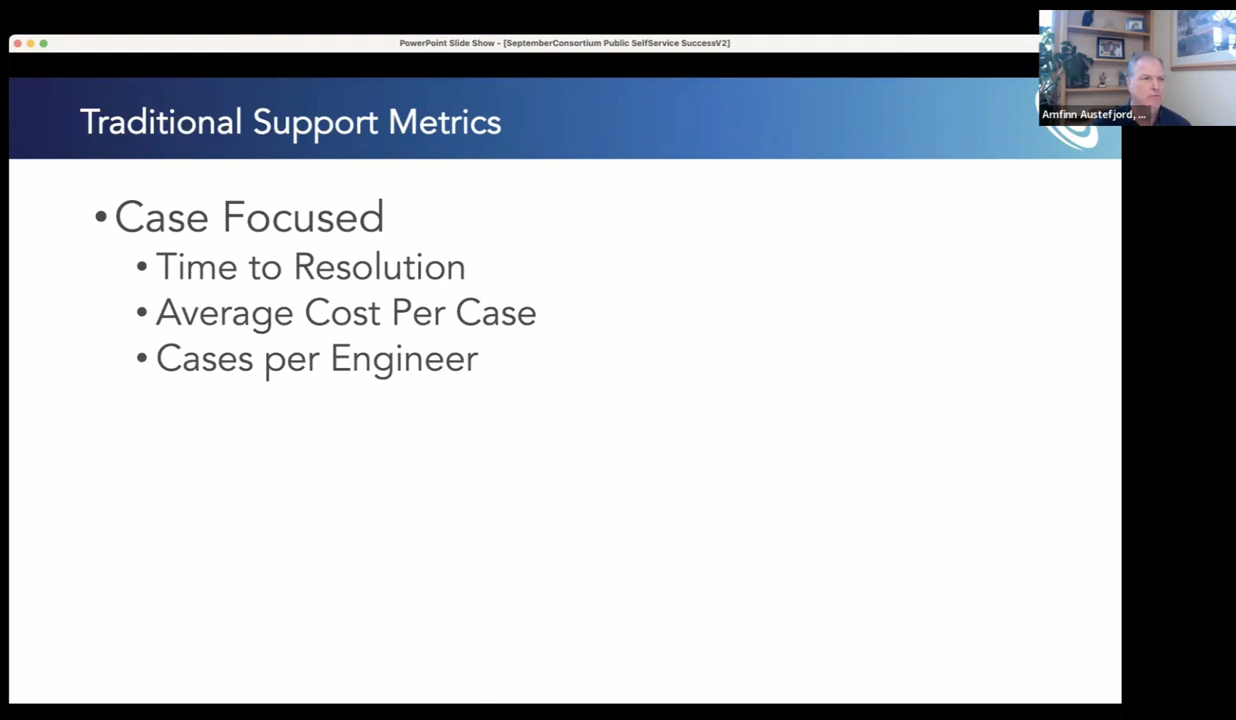 PowerPoint Slide Show - [SeptemberConsortium Public SelfService SuccessV2]
Arnfinn Austefjord, ...
Traditional Support Metrics
• Case Focused
• Time to Resolution
• Average Cost Per Case
• Cases per Engineer